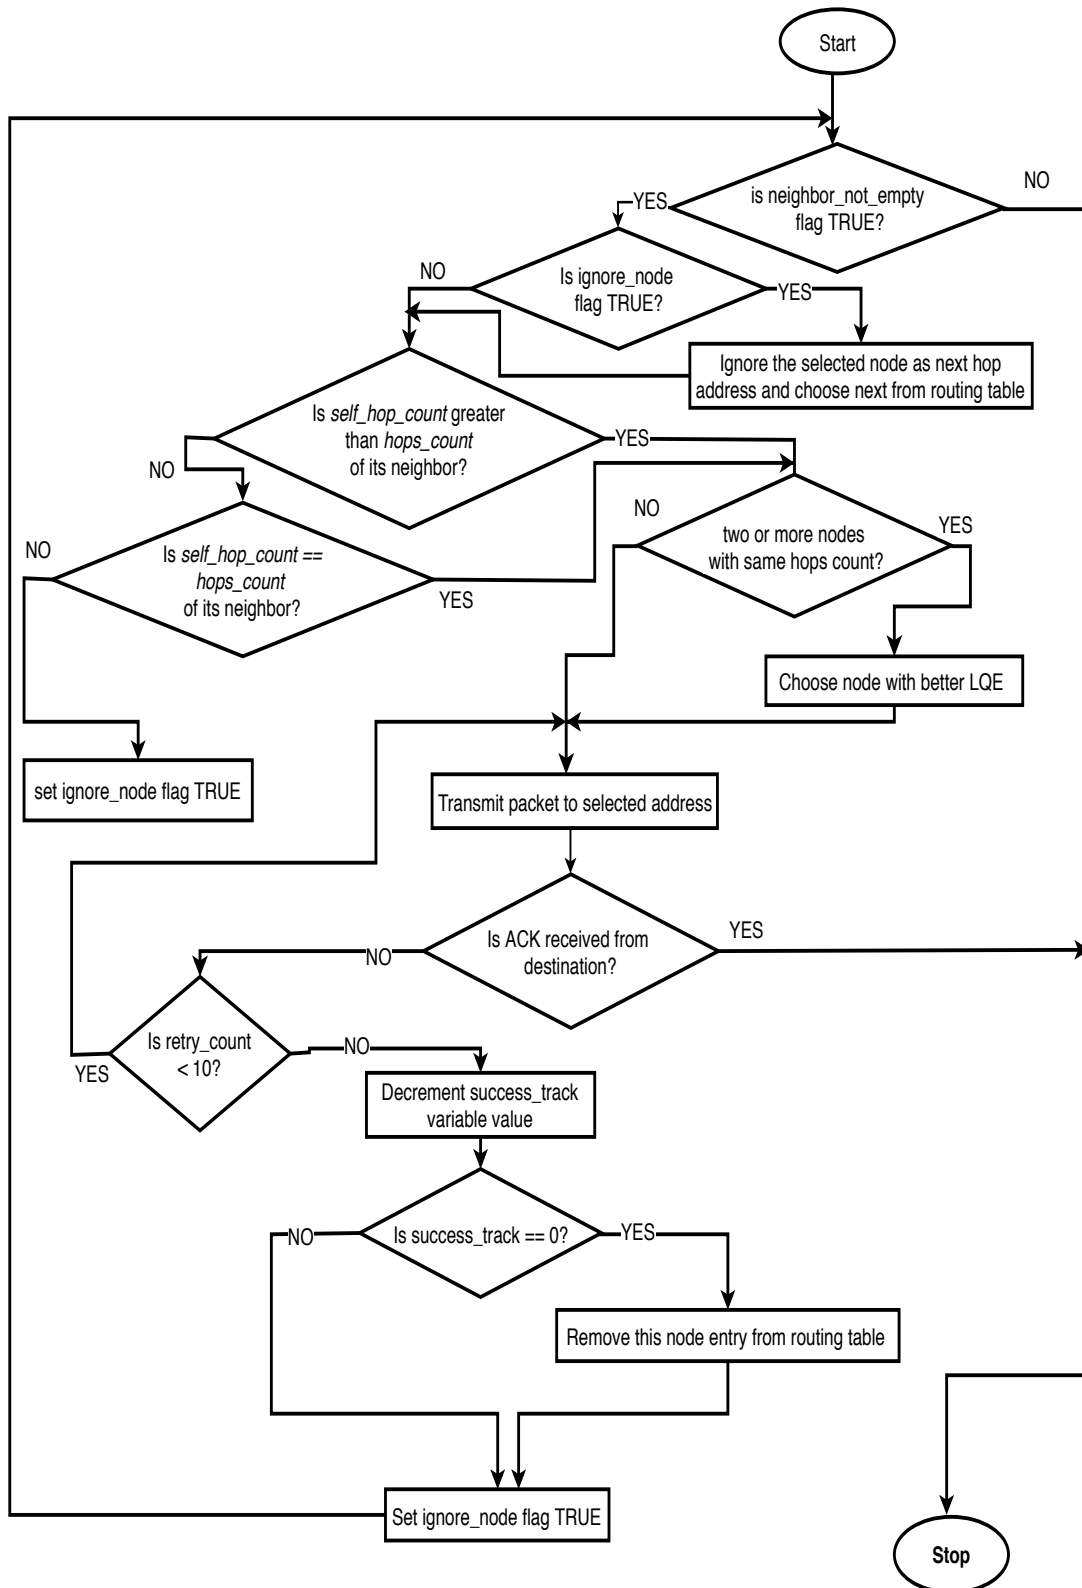 Start
is neighbor_not_empty
flag TRUE?
NO
YES
Is ignore_node
flag TRUE?
NO
YES
Ignore the selected node as next hop
address and choose next from routing table
Is self_hop_count greater
than hops_count
of its neighbor?
YES
NO
two or more nodes
with same hops count?
NO
YES
Is self_hop_count ==
hops_count
of its neighbor?
NO
YES
Choose node with better LQE
set ignore_node flag TRUE
Transmit packet to selected address
Is ACK received from
destination?
YES
NO
Is retry_count
< 10?
YES
NO
Decrement success_track
variable value
Is success_track == 0?
NO
YES
Remove this node entry from routing table
Set ignore_node flag TRUE
Stop